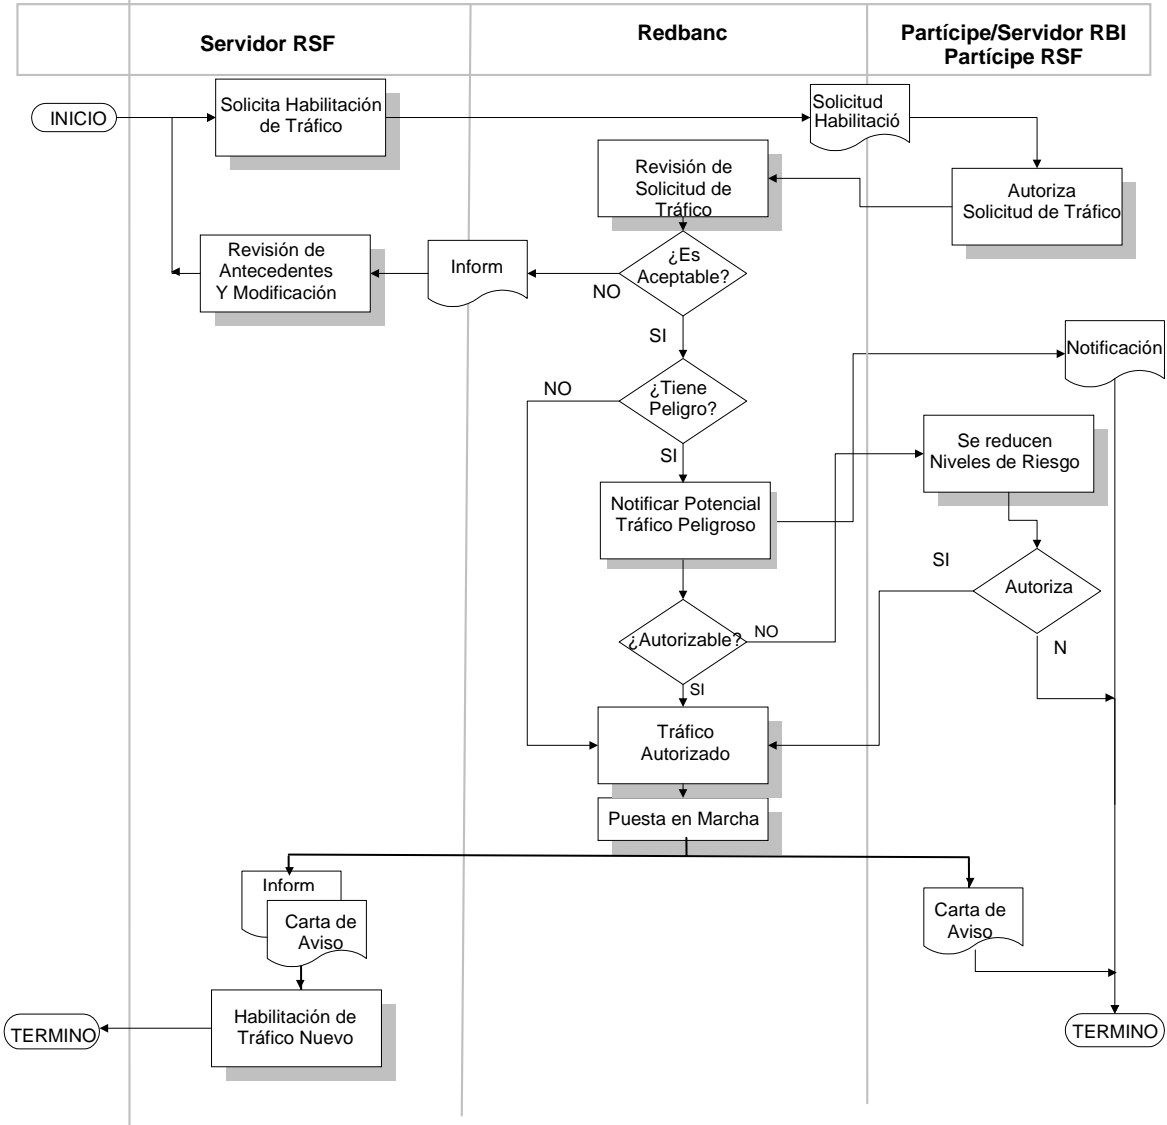 Servidor RSF
Redbanc
Partícipe/Servidor RBI
Partícipe RSF
INICIO
Solicita Habilitación
de Tráfico
Solicitud
Habilitació
Revisión de
Solicitud de
Tráfico
Autoriza
Solicitud de Tráfico
Revisión de
Antecedentes
Y Modificación
Inform
¿Es
Aceptable?
NO
SI
Notificación
NO
¿Tiene
Peligro?
SI
Se reducen
Niveles de Riesgo
Notificar Potencial
Tráfico Peligroso
SI
Autoriza
N
¿Autorizable?
NO
SI
Tráfico
Autorizado
Puesta en Marcha
Inform
Carta de
Aviso
Carta de
Aviso
Habilitación de
Tráfico Nuevo
TERMINO
TERMINO